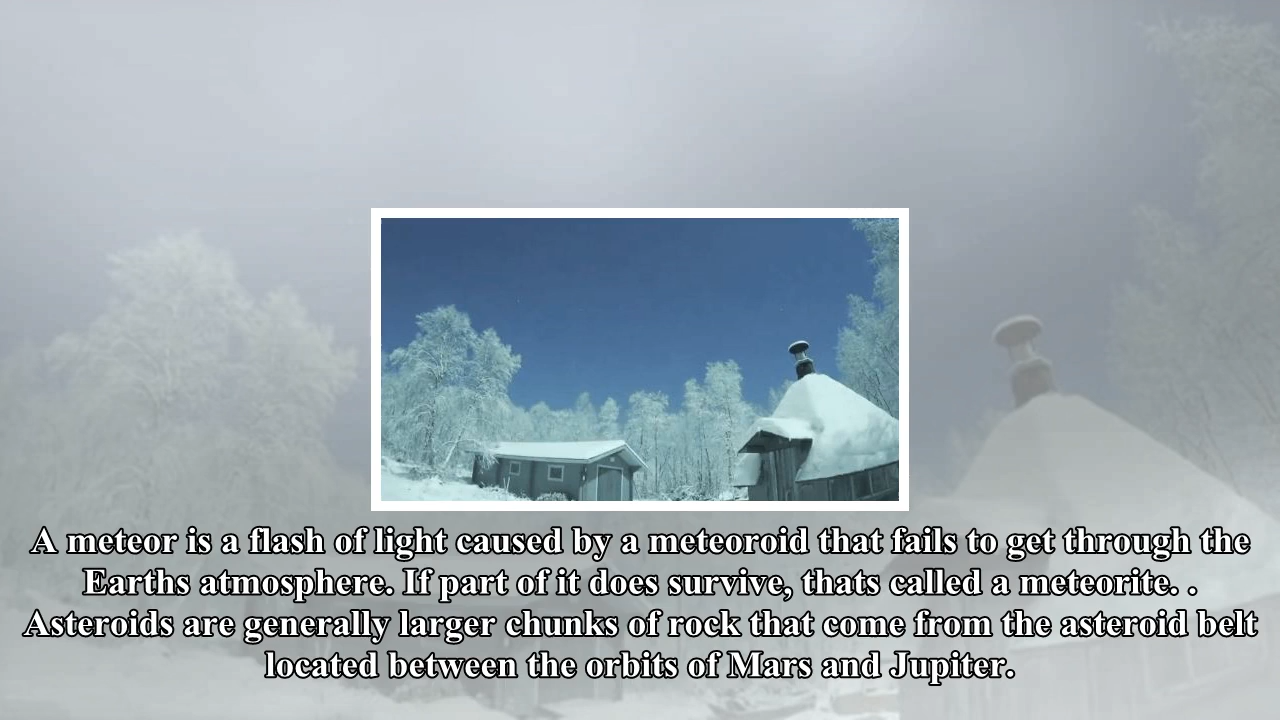 A meteor is a flash of light caused by a meteoroid that fails to get through the
Earths atmosphere. If part of it does survive, thats called a meteorite. .
Asteroids are generally larger chunks of rock that come from the asteroid belt
located between the orbits of Mars and Jupiter.